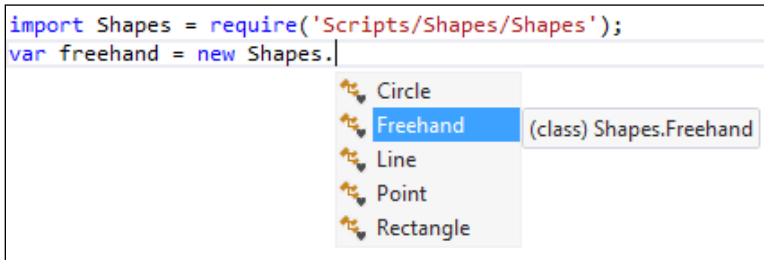 import Shapes = require('Scripts/Shapes/Shapes');
var freehand = new Shapes.
Circle
Freehand (class) Shapes.Freehand
Line
Point
Rectangle